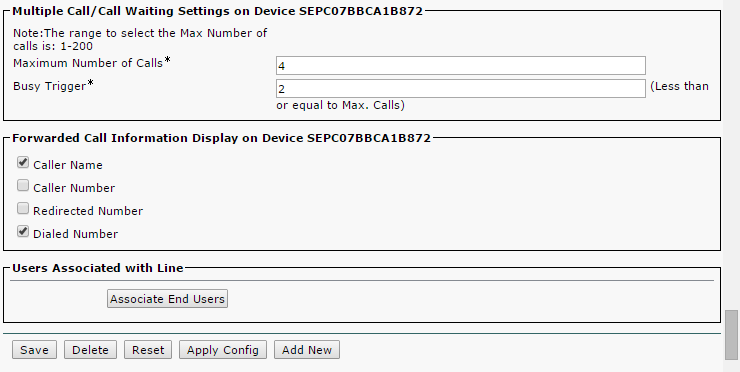 Multiple Call/Call Waiting Settings on Device SEPC07BBCA1B872
Note:The range to select the Max Number of
calls is: 1-200
Maximum Number of Calls* 4
Busy Trigger* 2 (Less than
or equal to Max. Calls)
Forwarded Call Information Display on Device SEPC07BBCA1B872
Caller Name
Caller Number
Redirected Number
Dialed Number
Users Associated with Line
Associate End Users
Save Delete Reset Apply Config Add New